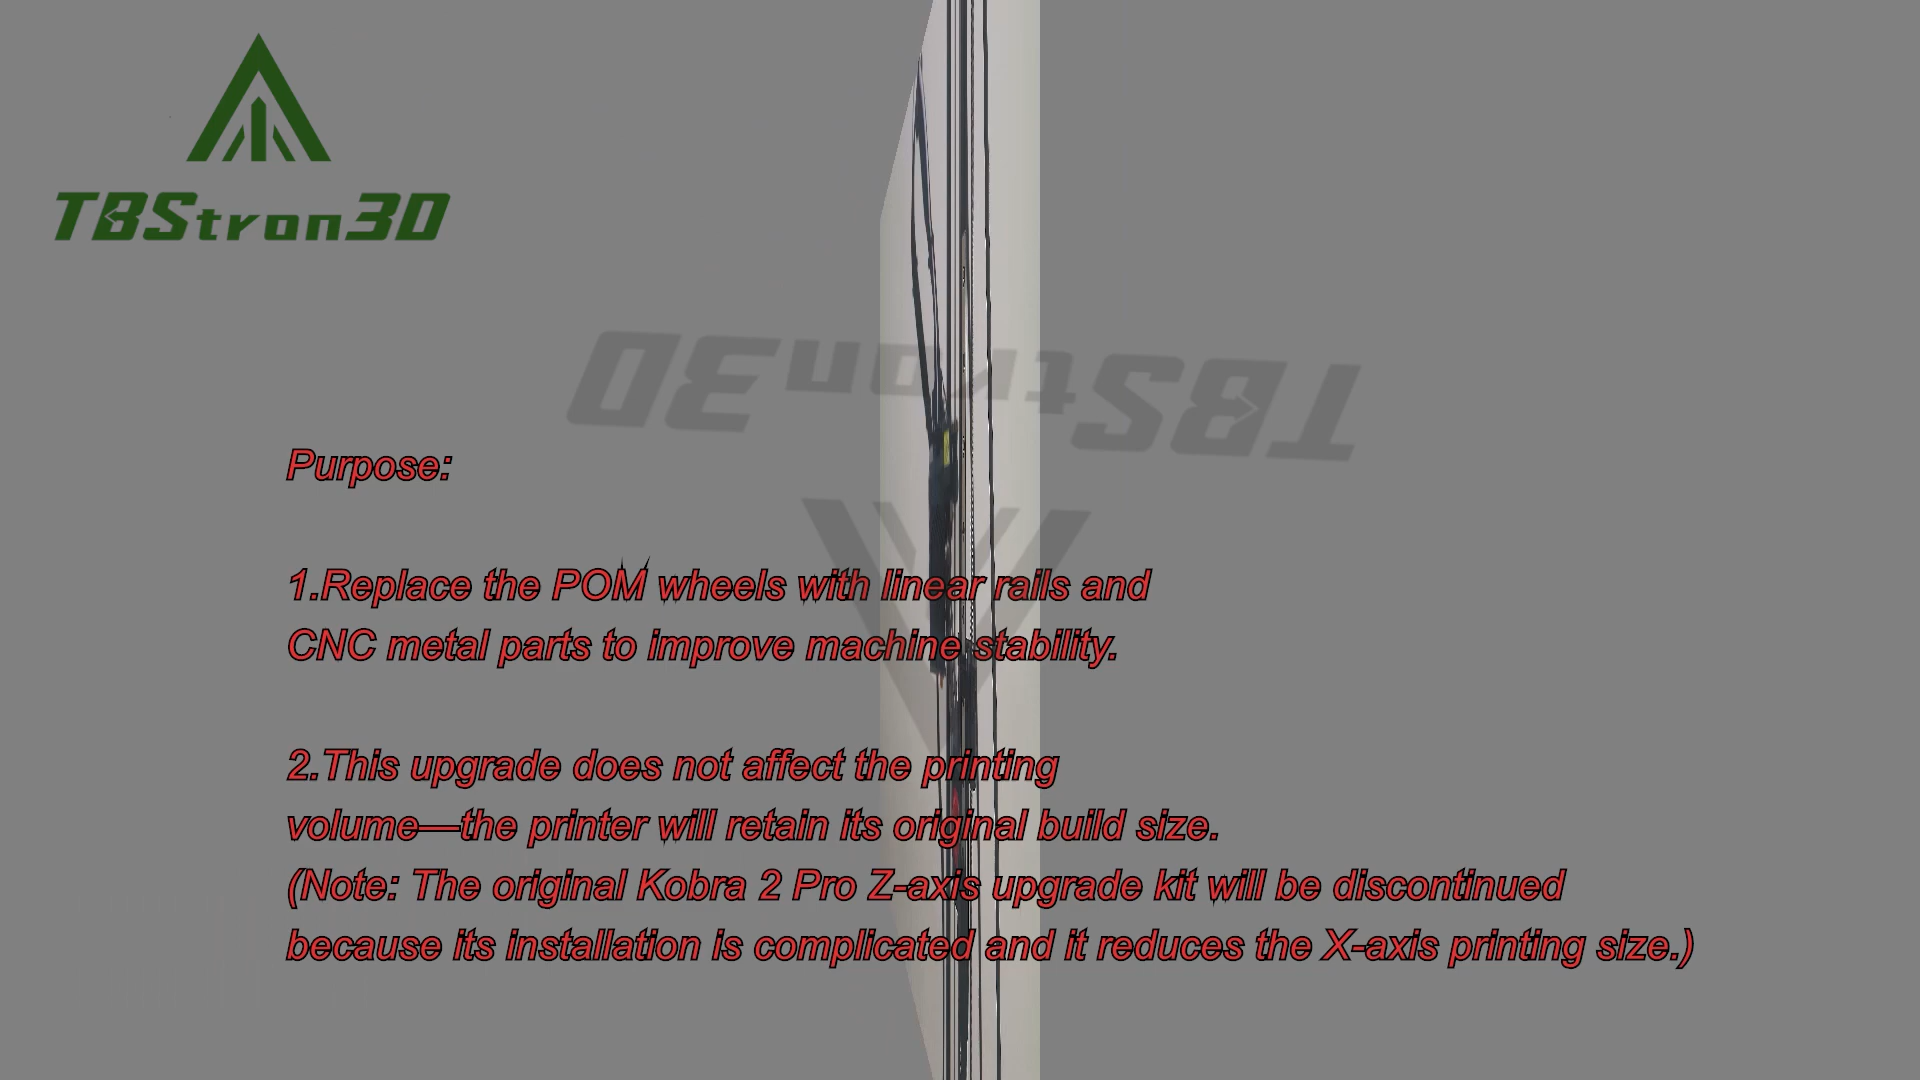 TBStron3D
TBStron3D
Purpose:
1.Replace the POM wheels with linear rails and
CNC metal parts to improve machine stability.
2.This upgrade does not affect the printing
volume—the printer will retain its original build size.
(Note: The original Kobra 2 Pro Z-axis upgrade kit will be discontinued
because its installation is complicated and it reduces the X-axis printing size.)